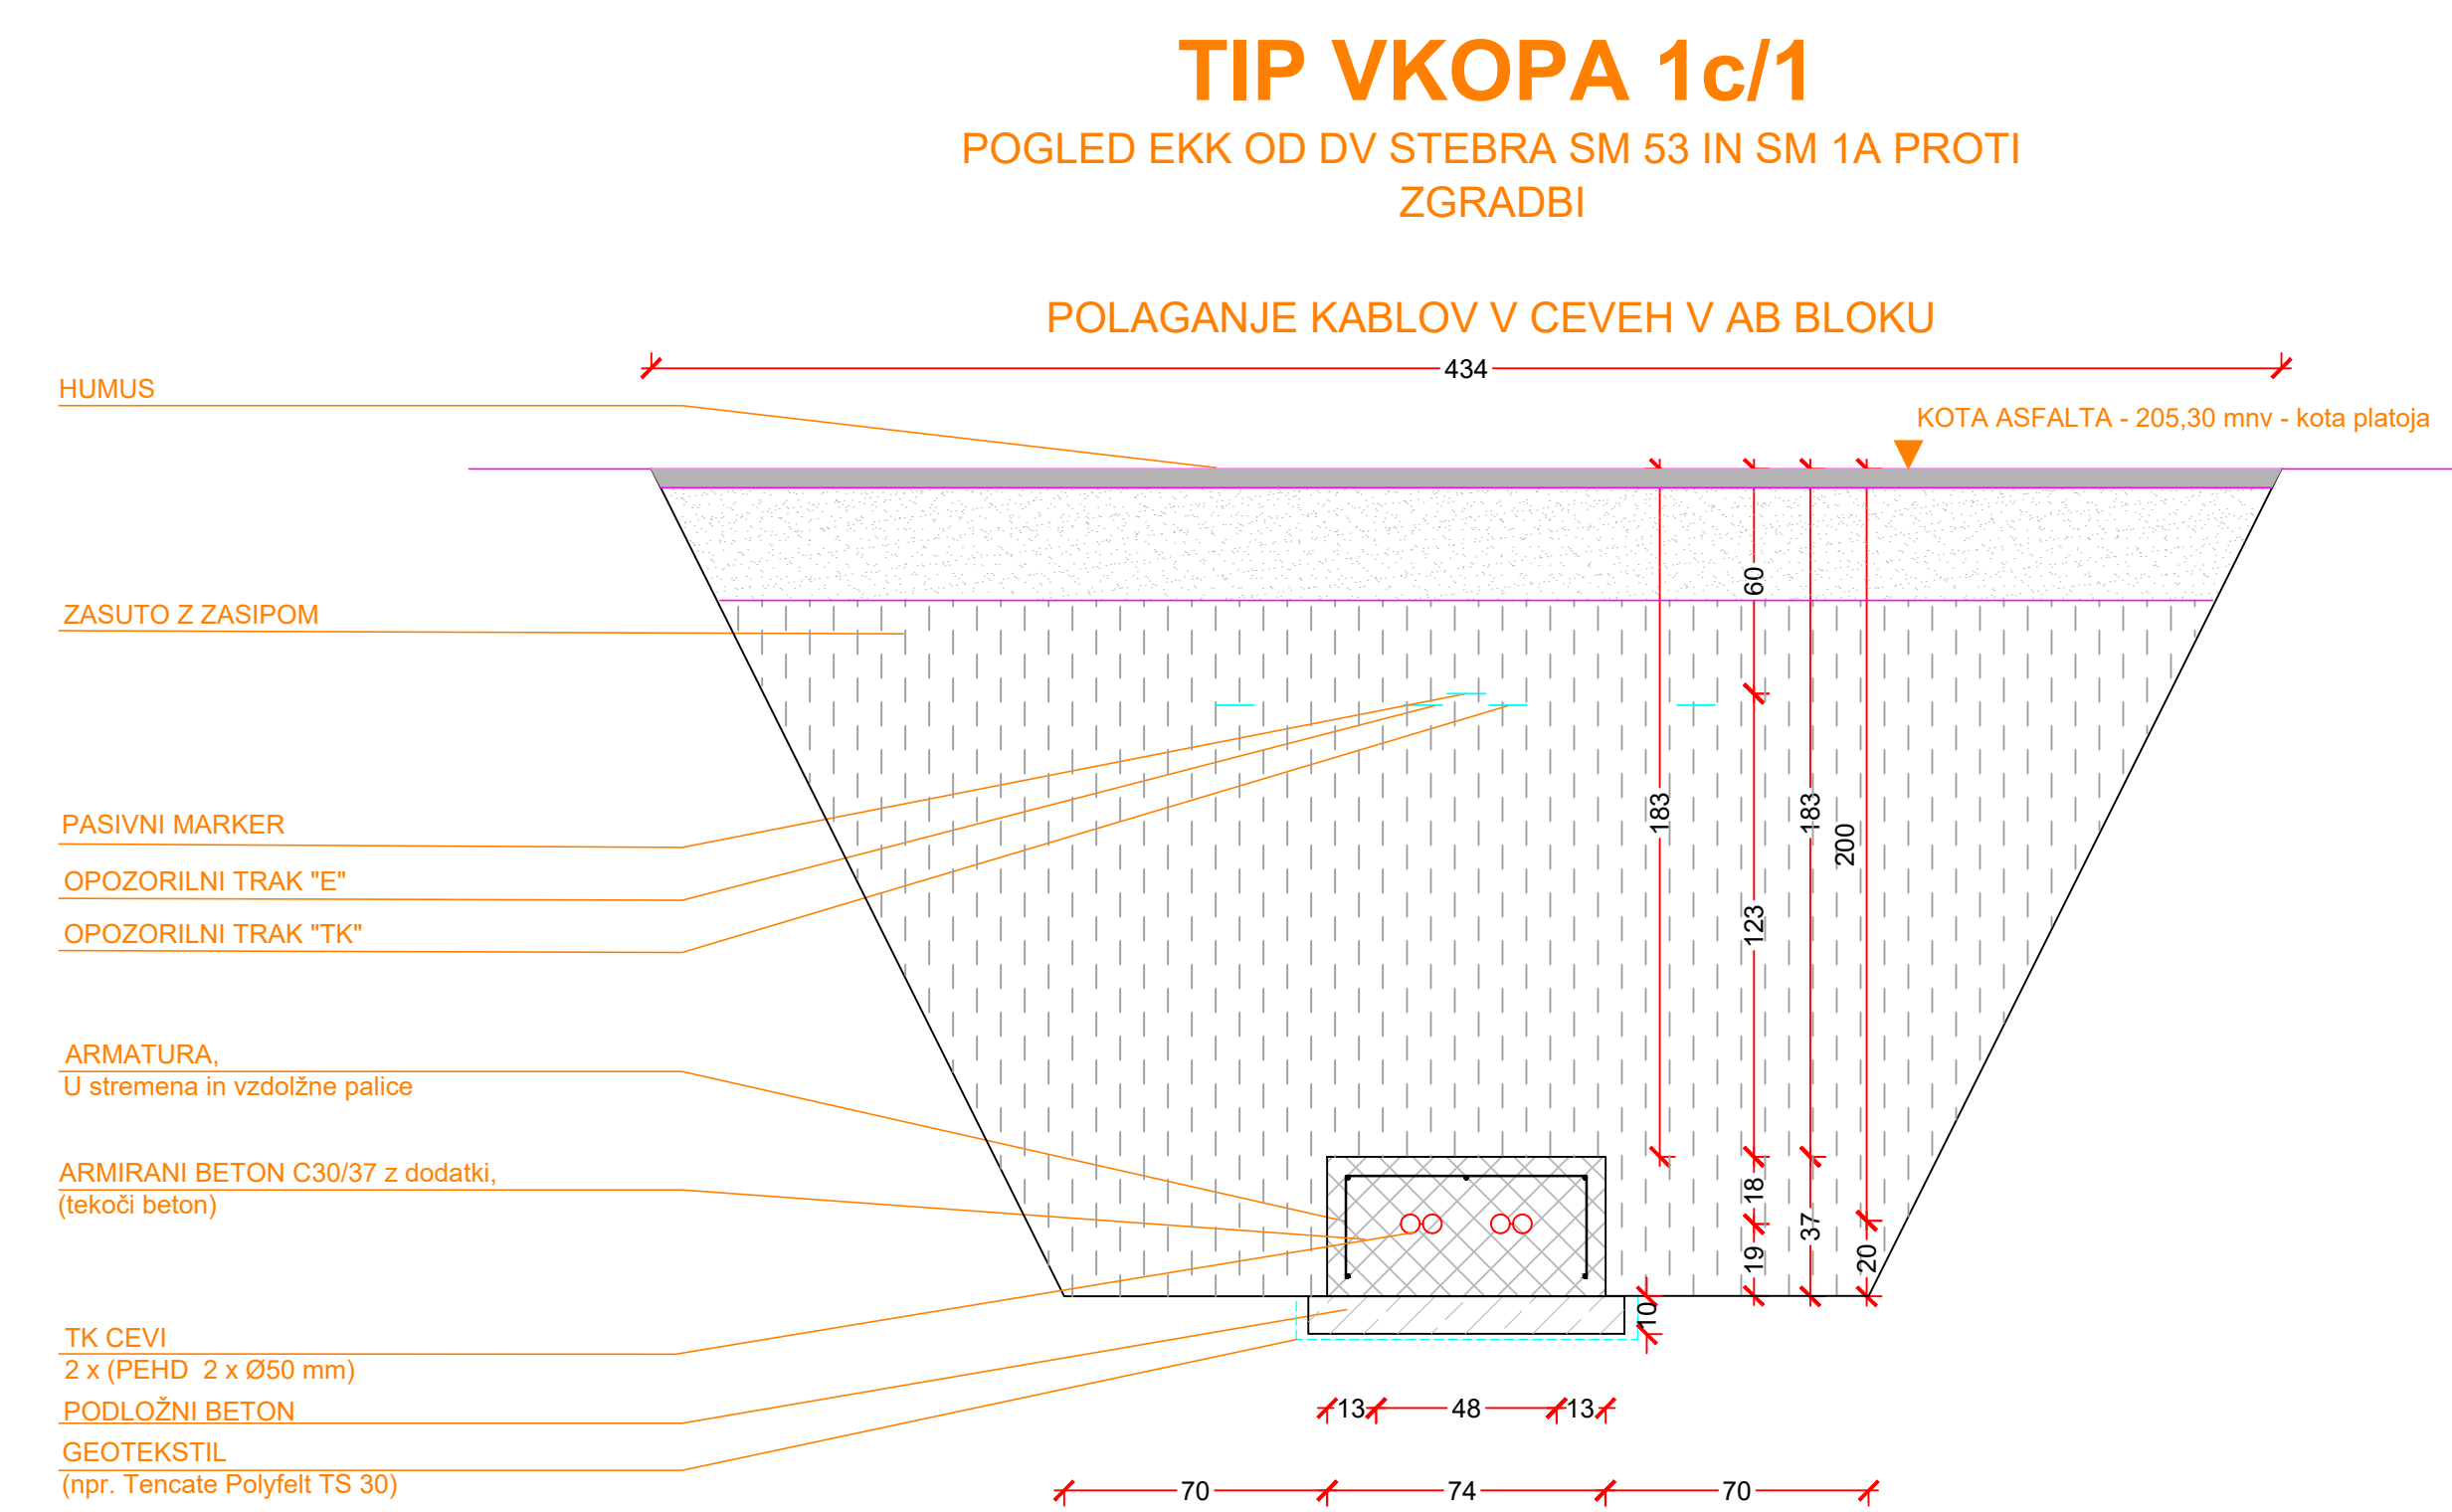 TIP VKOPA 1c/1
POGLED EKK OD DV STEBRA SM 53 IN SM 1A PROTI
ZGRADBI
POLAGANJE KABLOV V CEVEH V AB BLOKU
434
HUMUS
KOTA ASFALTA - 205,30 mnv - kota platoja
60
ZASUTO Z ZASIPOM
183
183
200
PASIVNI MARKER
OPOZORILNI TRAK "E"
123
OPOZORILNI TRAK "TK"
ARMATURA,
U stremena in vzdolžne palice
ARMIRANI BETON C30/37 z dodatki,
(tekoči beton)
18
37
19
20
10
TK CEVI
2 x (PEHD 2 x Ø50 mm)
PODLOŽNI BETON
13
48
13
GEOTEKSTIL
(npr. Tencate Polyfelt TS 30)
70
74
70